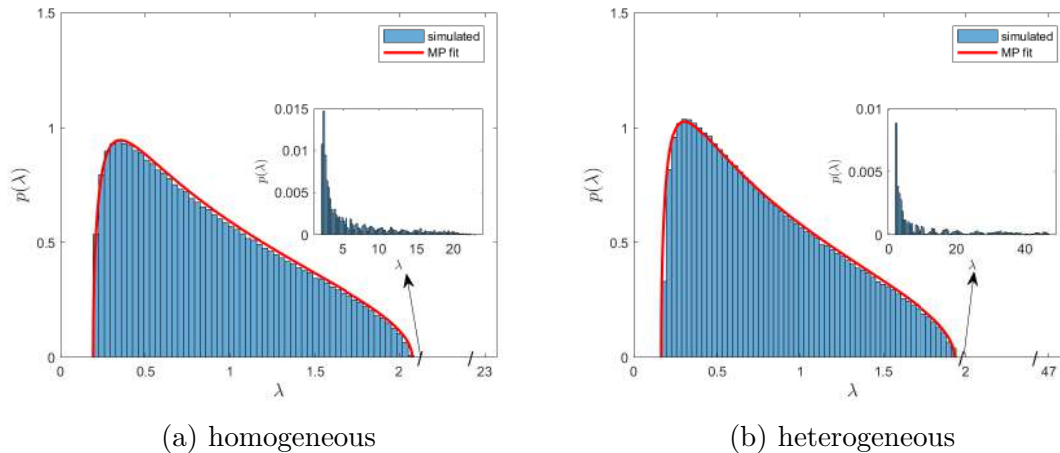 1.5
1
0.5
0
p(λ)
0 0.5 1 1.5 2 23
λ
simulated
MP fit
0.015
0.01
0.005
0
p(λ)
5 10 15 20
λ
(a) homogeneous
1.5
1
0.5
0
p(λ)
0 0.5 1 1.5 2 47
λ
simulated
MP fit
0.01
0.005
0
p(λ)
0 20 40
λ
(b) heterogeneous